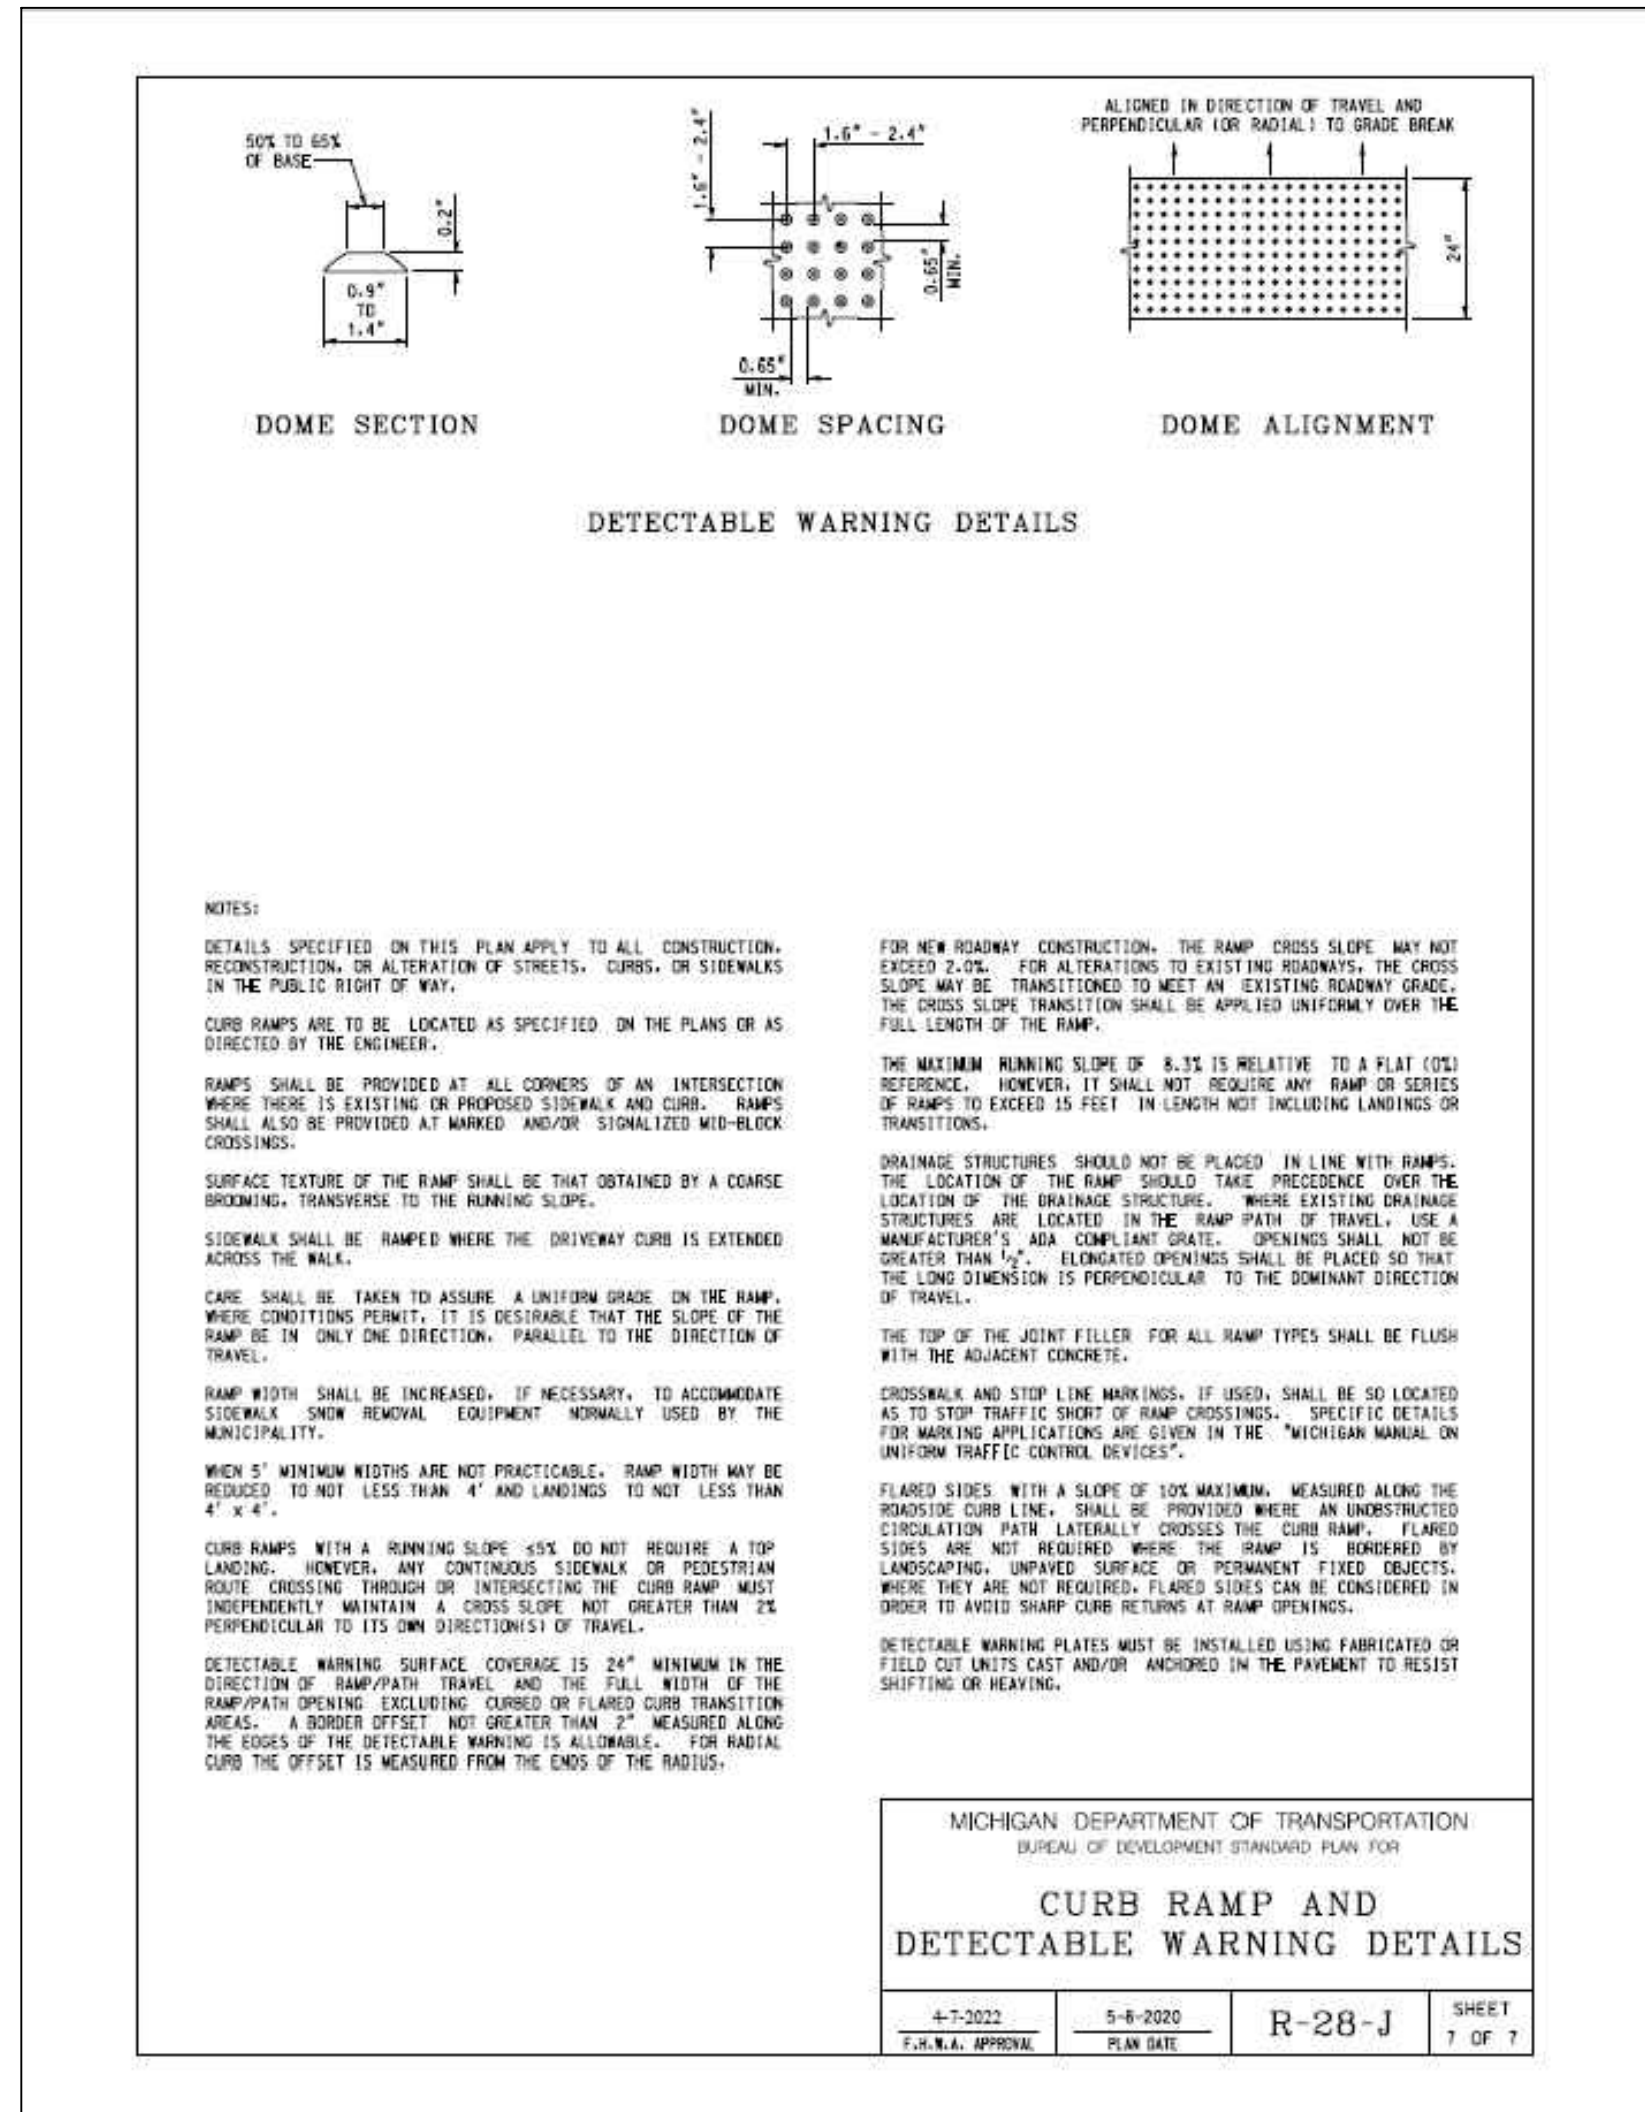 50% TO 65%
OF BASE
0.2"
0.9"
TO
1.4"
DOME SECTION
1.6" - 2.4"
1.6" - 2.4"
0.65"
MIN.
0.65"
MIN.
DOME SPACING
ALIGNED IN DIRECTION OF TRAVEL AND
PERPENDICULAR (OR RADIAL) TO GRADE BREAK
24"
DOME ALIGNMENT
DETECTABLE WARNING DETAILS
NOTES:
DETAILS SPECIFIED ON THIS PLAN APPLY TO ALL CONSTRUCTION,
RECONSTRUCTION, OR ALTERATION OF STREETS, CURBS, OR SIDEWALKS
IN THE PUBLIC RIGHT OF WAY.
CURB RAMPS ARE TO BE LOCATED AS SPECIFIED ON THE PLANS OR AS
DIRECTED BY THE ENGINEER.
RAMPS SHALL BE PROVIDED AT ALL CORNERS OF AN INTERSECTION
WHERE THERE IS EXISTING OR PROPOSED SIDEWALK AND CURB. RAMPS
SHALL ALSO BE PROVIDED AT MARKED AND/OR SIGNALIZED MID-BLOCK
CROSSINGS.
SURFACE TEXTURE OF THE RAMP SHALL BE THAT OBTAINED BY A COARSE
BROOMING, TRANSVERSE TO THE RUNNING SLOPE.
SIDEWALK SHALL BE RAMPED WHERE THE DRIVEWAY CURB IS EXTENDED
ACROSS THE WALK.
CARE SHALL BE TAKEN TO ASSURE A UNIFORM GRADE ON THE RAMP.
WHERE CONDITIONS PERMIT, IT IS DESIRABLE THAT THE SLOPE OF THE
RAMP BE IN ONLY ONE DIRECTION, PARALLEL TO THE DIRECTION OF
TRAVEL.
RAMP WIDTH SHALL BE INCREASED, IF NECESSARY, TO ACCOMMODATE
SIDEWALK SNOW REMOVAL EQUIPMENT NORMALLY USED BY THE
MUNICIPALITY.
WHEN 5' MINIMUM WIDTHS ARE NOT PRACTICABLE, RAMP WIDTH MAY BE
REDUCED TO NOT LESS THAN 4' AND LANDINGS TO NOT LESS THAN
4' x 4'.
CURB RAMPS WITH A RUNNING SLOPE ≤5% DO NOT REQUIRE A TOP
LANDING. HOWEVER, ANY CONTINUOUS SIDEWALK OR PEDESTRIAN
ROUTE CROSSING THROUGH OR INTERSECTING THE CURB RAMP MUST
INDEPENDENTLY MAINTAIN A CROSS SLOPE NOT GREATER THAN 2%
PERPENDICULAR TO ITS OWN DIRECTION(S) OF TRAVEL.
DETECTABLE WARNING SURFACE COVERAGE IS 24" MINIMUM IN THE
DIRECTION OF RAMP/PATH TRAVEL AND THE FULL WIDTH OF THE
RAMP/PATH OPENING EXCLUDING CURBED OR FLARED CURB TRANSITION
AREAS. A BORDER OFFSET NOT GREATER THAN 2" MEASURED ALONG
THE EDGES OF THE DETECTABLE WARNING IS ALLOWABLE. FOR RADIAL
CURB THE OFFSET IS MEASURED FROM THE ENDS OF THE RADIUS.
FOR NEW ROADWAY CONSTRUCTION, THE RAMP CROSS SLOPE MAY NOT
EXCEED 2.0%. FOR ALTERATIONS TO EXISTING ROADWAYS, THE CROSS
SLOPE MAY BE TRANSITIONED TO MEET AN EXISTING ROADWAY GRADE.
THE CROSS SLOPE TRANSITION SHALL BE APPLIED UNIFORMLY OVER THE
FULL LENGTH OF THE RAMP.
THE MAXIMUM RUNNING SLOPE OF 8.3% IS RELATIVE TO A FLAT (0%)
REFERENCE. HOWEVER, IT SHALL NOT REQUIRE ANY RAMP OR SERIES
OF RAMPS TO EXCEED 15 FEET IN LENGTH NOT INCLUDING LANDINGS OR
TRANSITIONS.
DRAINAGE STRUCTURES SHOULD NOT BE PLACED IN LINE WITH RAMPS.
THE LOCATION OF THE RAMP SHOULD TAKE PRECEDENCE OVER THE
LOCATION OF THE DRAINAGE STRUCTURE. WHERE EXISTING DRAINAGE
STRUCTURES ARE LOCATED IN THE RAMP PATH OF TRAVEL, USE A
MANUFACTURER'S ADA COMPLIANT GRATE. OPENINGS SHALL NOT BE
GREATER THAN 1/2". ELONGATED OPENINGS SHALL BE PLACED SO THAT
THE LONG DIMENSION IS PERPENDICULAR TO THE DOMINANT DIRECTION
OF TRAVEL.
THE TOP OF THE JOINT FILLER FOR ALL RAMP TYPES SHALL BE FLUSH
WITH THE ADJACENT CONCRETE.
CROSSWALK AND STOP LINE MARKINGS, IF USED, SHALL BE SO LOCATED
AS TO STOP TRAFFIC SHORT OF RAMP CROSSINGS. SPECIFIC DETAILS
FOR MARKING APPLICATIONS ARE GIVEN IN THE "MICHIGAN MANUAL ON
UNIFORM TRAFFIC CONTROL DEVICES".
FLARED SIDES WITH A SLOPE OF 10% MAXIMUM, MEASURED ALONG THE
ROADSIDE CURB LINE, SHALL BE PROVIDED WHERE AN UNOBSTRUCTED
CIRCULATION PATH LATERALLY CROSSES THE CURB RAMP. FLARED
SIDES ARE NOT REQUIRED WHERE THE RAMP IS BORDERED BY
LANDSCAPING, UNPAVED SURFACE OR PERMANENT FIXED OBJECTS.
WHERE THEY ARE NOT REQUIRED, FLARED SIDES CAN BE CONSIDERED IN
ORDER TO AVOID SHARP CURB RETURNS AT RAMP OPENINGS.
DETECTABLE WARNING PLATES MUST BE INSTALLED USING FABRICATED OR
FIELD CUT UNITS CAST AND/OR ANCHORED IN THE PAVEMENT TO RESIST
SHIFTING OR HEAVING.
MICHIGAN DEPARTMENT OF TRANSPORTATION
BUREAU OF DEVELOPMENT STANDARD PLAN FOR
CURB RAMP AND
DETECTABLE WARNING DETAILS
4-7-2022
F.H.W.A. APPROVAL
5-6-2020
PLAN DATE
R-28-J
SHEET
7 OF 7